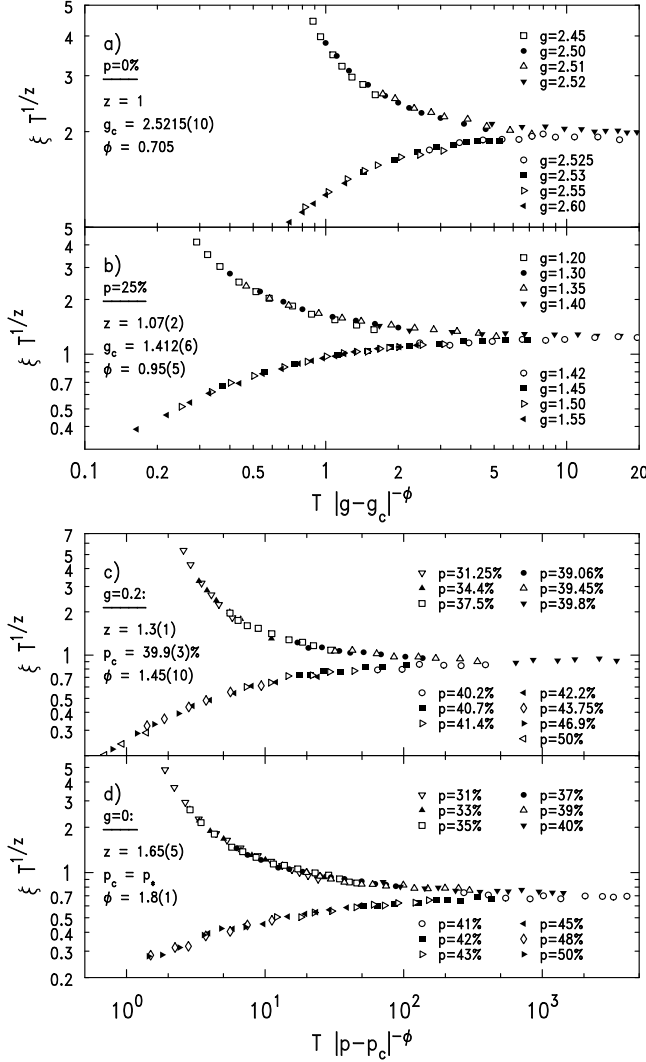 5
4
3
2
ξ T^{1/z}
a)
p=0%
z = 1
g_c = 2.5215(10)
ϕ = 0.705
g=2.45
g=2.50
g=2.51
g=2.52
g=2.525
g=2.53
g=2.55
g=2.60
5
3
2
1
0.7
0.5
0.4
ξ T^{1/z}
b)
p=25%
z = 1.07(2)
g_c = 1.412(6)
ϕ = 0.95(5)
g=1.20
g=1.30
g=1.35
g=1.40
g=1.42
g=1.45
g=1.50
g=1.55
0.1 0.2 0.5 1 2 5 10 20
T |g-g_c|^{-ϕ}
7
5
3
2
1
0.7
0.5
0.3
ξ T^{1/z}
c)
g=0.2:
z = 1.3(1)
p_c = 39.9(3)%
ϕ = 1.45(10)
p=31.25% p=39.06%
p=34.4% p=39.45%
p=37.5% p=39.8%
p=40.2% p=42.2%
p=40.7% p=43.75%
p=41.4% p=46.9%
p=50%
5
3
2
1
0.7
0.5
0.4
0.3
0.2
ξ T^{1/z}
d)
g=0:
z = 1.65(5)
p_c = p_*
ϕ = 1.8(1)
p=31% p=37%
p=33% p=39%
p=35% p=40%
p=41% p=45%
p=42% p=48%
p=43% p=50%
10^0 10^1 10^2 10^3
T |p-p_c|^{-ϕ}